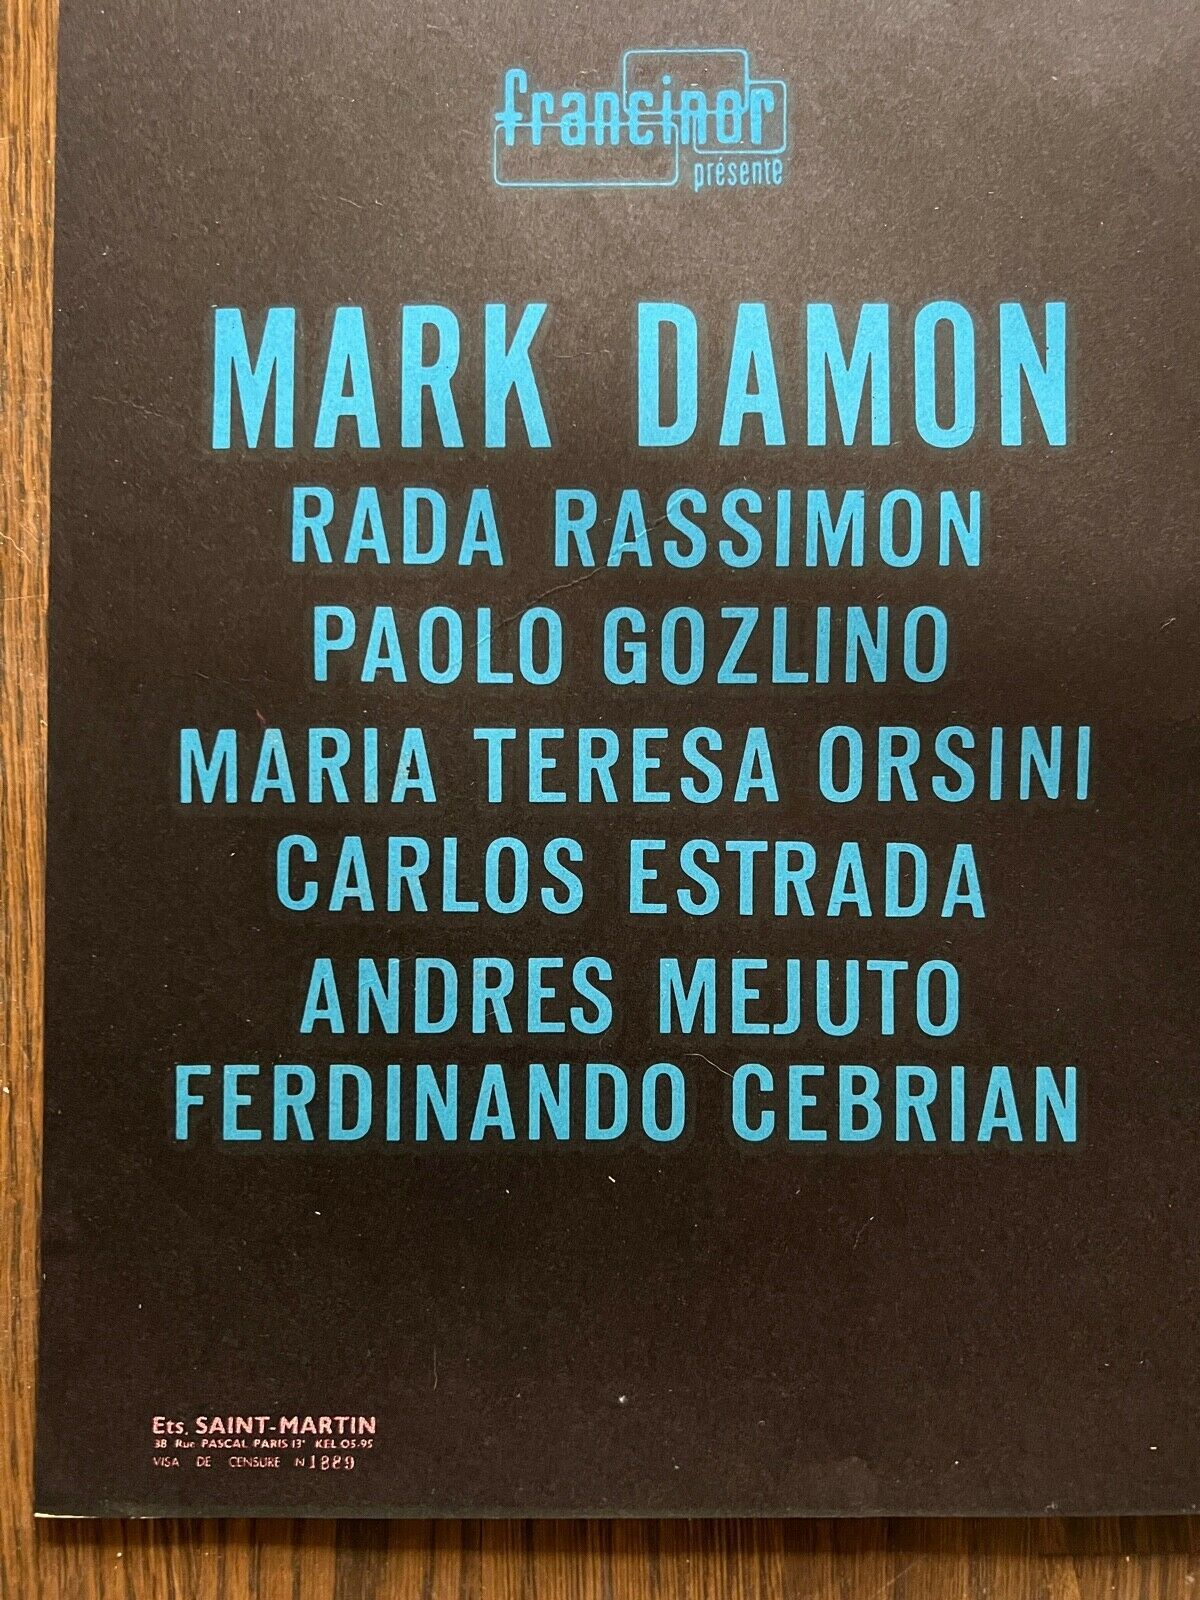 francinor
présente
MARK DAMON
RADA RASSIMON
PAOLO GOZLINO
MARIA TERESA ORSINI
CARLOS ESTRADA
ANDRES MEJUTO
FERDINANDO CEBRIAN
Ets. SAINT-MARTIN
38 Rue PASCAL PARIS 13ᵉ KEL 05-95
VISA DE CENSURE N 1889